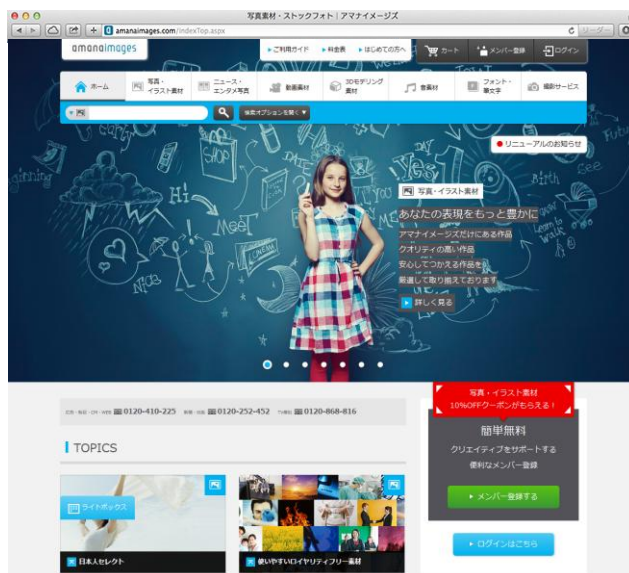 写真素材・ストックフォト｜アマナイメージズ
amanaimages.com/indexTop.aspx
リーダー
amanaimages
ご利用ガイド
料金表
はじめての方へ
カート
メンバー登録
ログイン
ホーム
写真・
イラスト素材
ニュース・
エンタメ写真
動画素材
3Dモデリング
素材
音素材
フォント・
筆文字
撮影サービス
検索オプションを開く ▼
リニューアルのお知らせ
SHOP
Hi
Meet
CINEMA
Yes!
Birth
See
Learn to
walk
写真・イラスト素材
あなたの表現をもっと豊かに
アマナイメージズだけにある作品
クオリティの高い作品
安心してつかえる作品を
厳選して取り揃えております
詳しく見る
0120-410-225
0120-252-452
0120-868-816
写真・イラスト素材
10%OFFクーポンがもらえる！
簡単無料
クリエイティブをサポートする
便利なメンバー登録
メンバー登録する
ログインはこちら
TOPICS
ライトボックス
日本人セレクト
使いやすいロイヤリティフリー素材